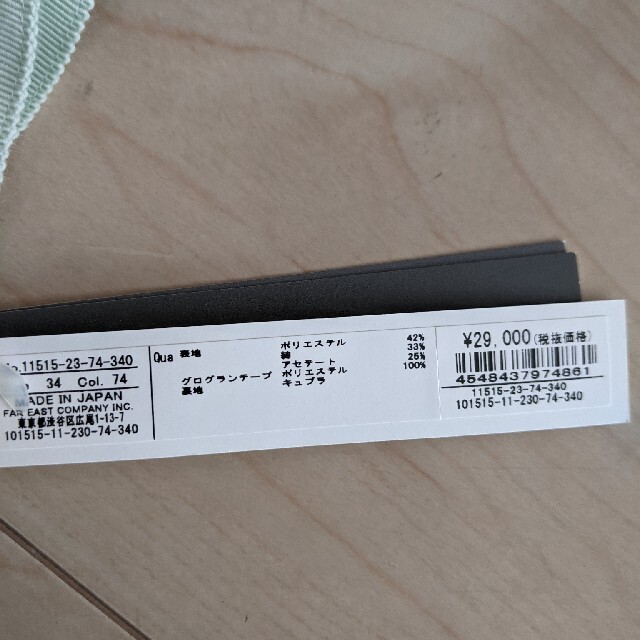 No.11515-23-74-340
34 Col. 74
MADE IN JAPAN
FAR EAST COMPANY INC.
東京都渋谷区広尾1-13-7
101515-11-230-74-340
Qua 表地 ポリエステル 42%
綿 33%
アセテート 25%
グログランテープ ポリエステル 100%
裏地 キュプラ
¥29,000(税抜価格)
4548437974861
11515-23-74-340
101515-11-230-74-340